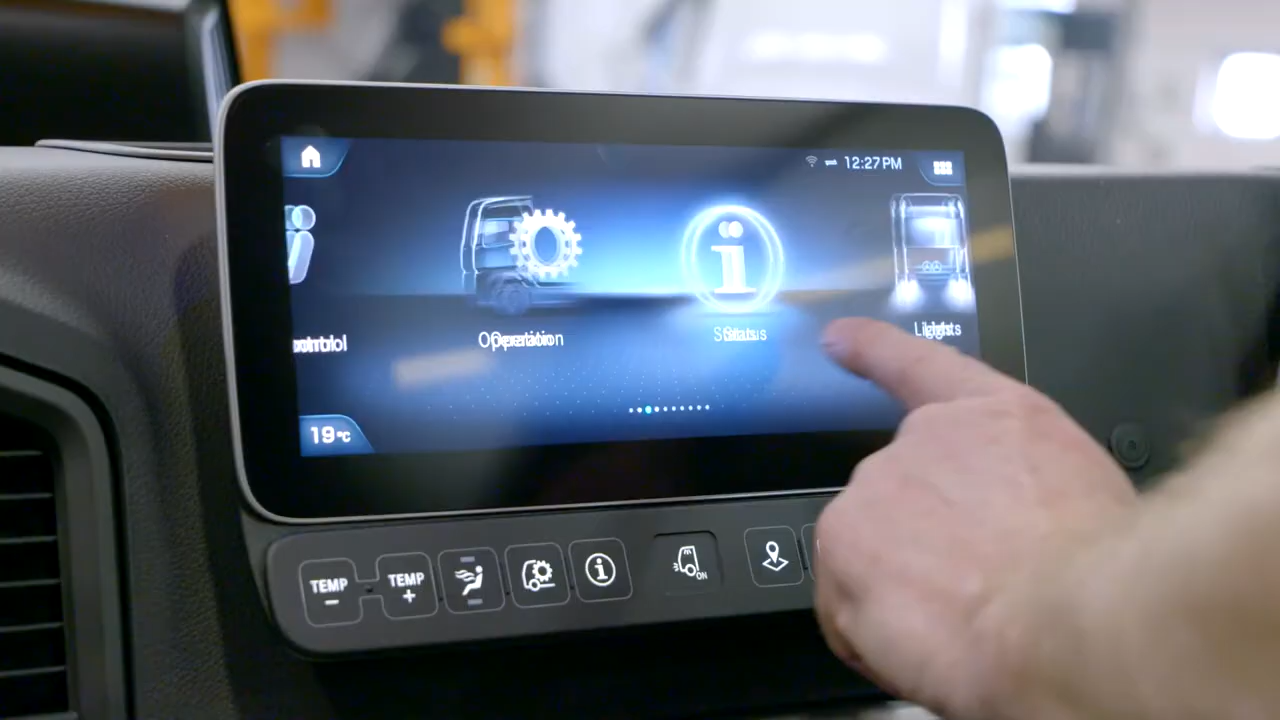 12:27 PM
Operation
Status
Lights
19°C
TEMP
−
TEMP
+
ON